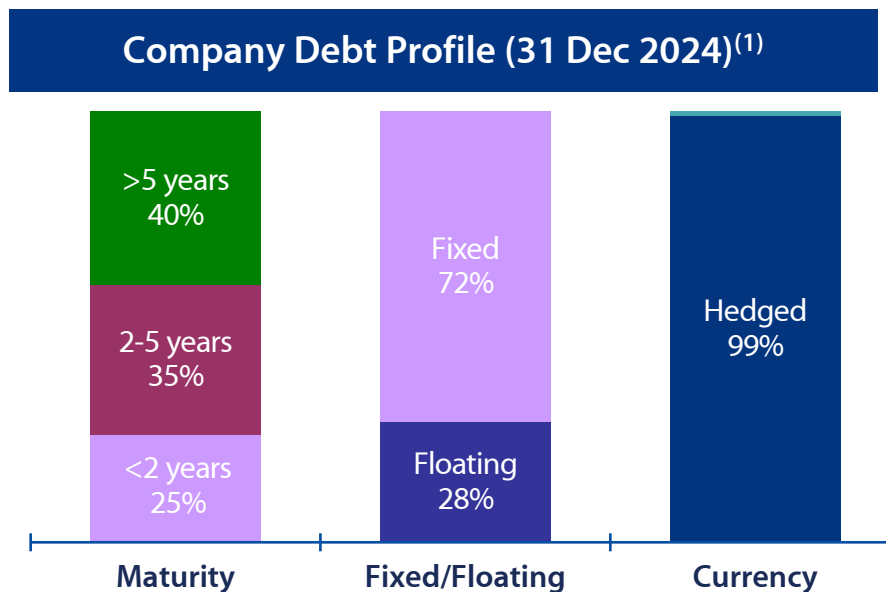 Company Debt Profile (31 Dec 2024)(1)
>5 years
40%
2-5 years
35%
<2 years
25%
Fixed
72%
Floating
28%
Hedged
99%
Maturity
Fixed/Floating
Currency